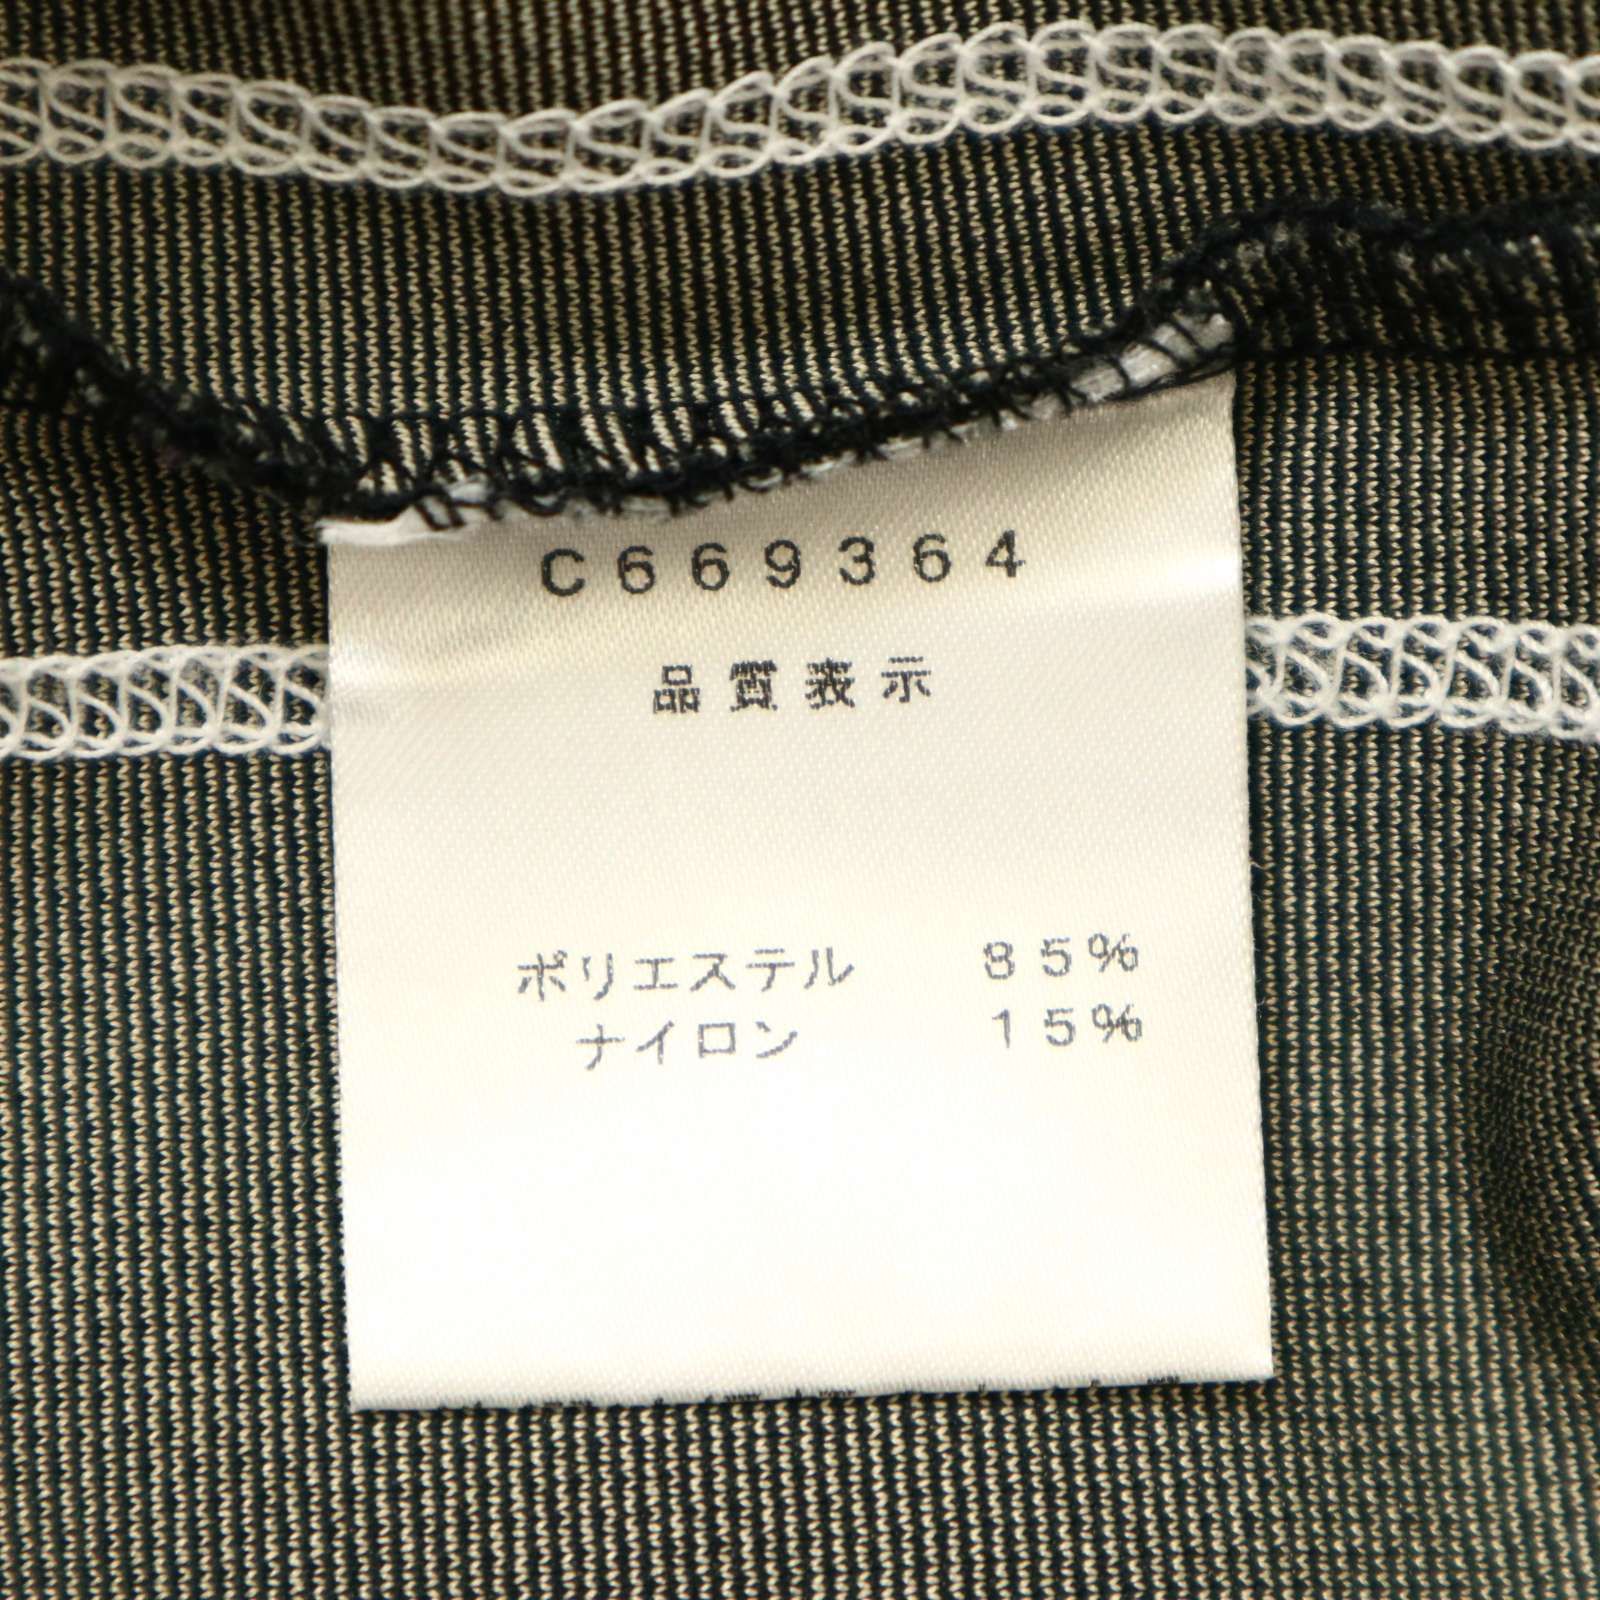 C669364
品質表示
ポリエステル 85%
ナイロン 15%